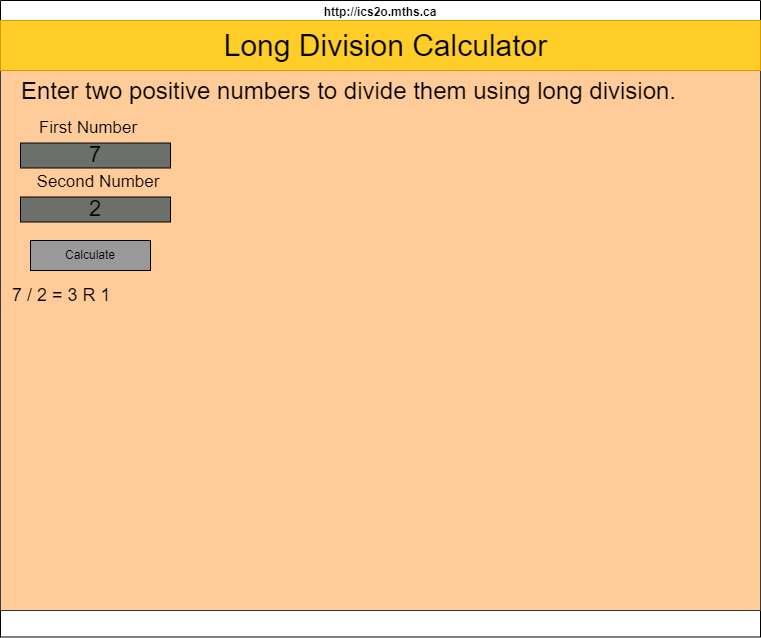 http://ics2o.mths.ca
Long Division Calculator
Enter two positive numbers to divide them using long division.
First Number
7
Second Number
2
Calculate
7 / 2 = 3 R 1